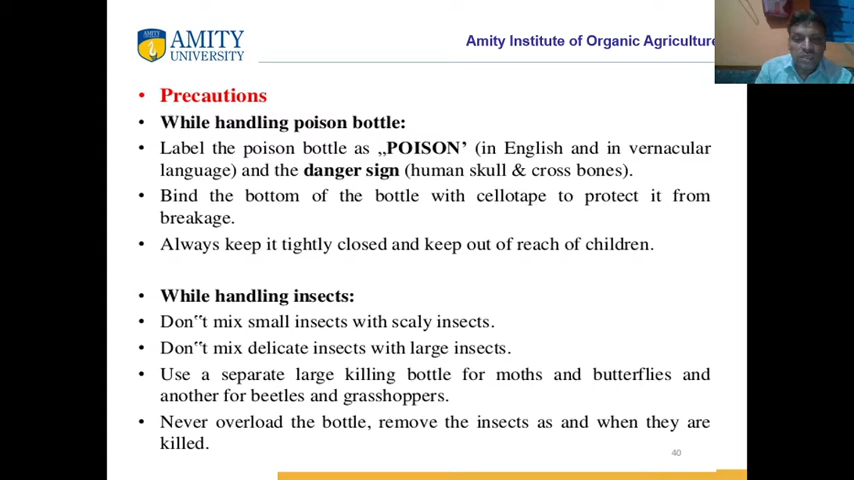 AMITY
UNIVERSITY
Amity Institute of Organic Agriculture
• Precautions
• While handling poison bottle:
• Label the poison bottle as „POISON’ (in English and in vernacular
language) and the danger sign (human skull & cross bones).
• Bind the bottom of the bottle with cellotape to protect it from
breakage.
• Always keep it tightly closed and keep out of reach of children.
• While handling insects:
• Don‟t mix small insects with scaly insects.
• Don‟t mix delicate insects with large insects.
• Use a separate large killing bottle for moths and butterflies and
another for beetles and grasshoppers.
• Never overload the bottle, remove the insects as and when they are
killed.
40